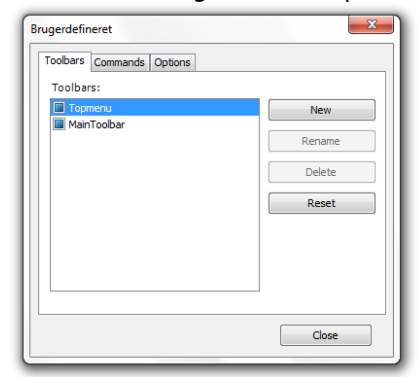 Brugerdefineret
Toolbars Commands Options
Toolbars:
Topmenu
MainToolbar
New
Rename
Delete
Reset
Close